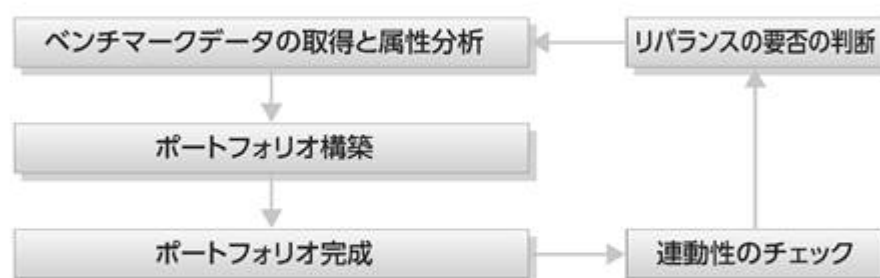 ベンチマークデータの取得と属性分析
リバランスの要否の判断
ポートフォリオ構築
ポートフォリオ完成
連動性のチェック